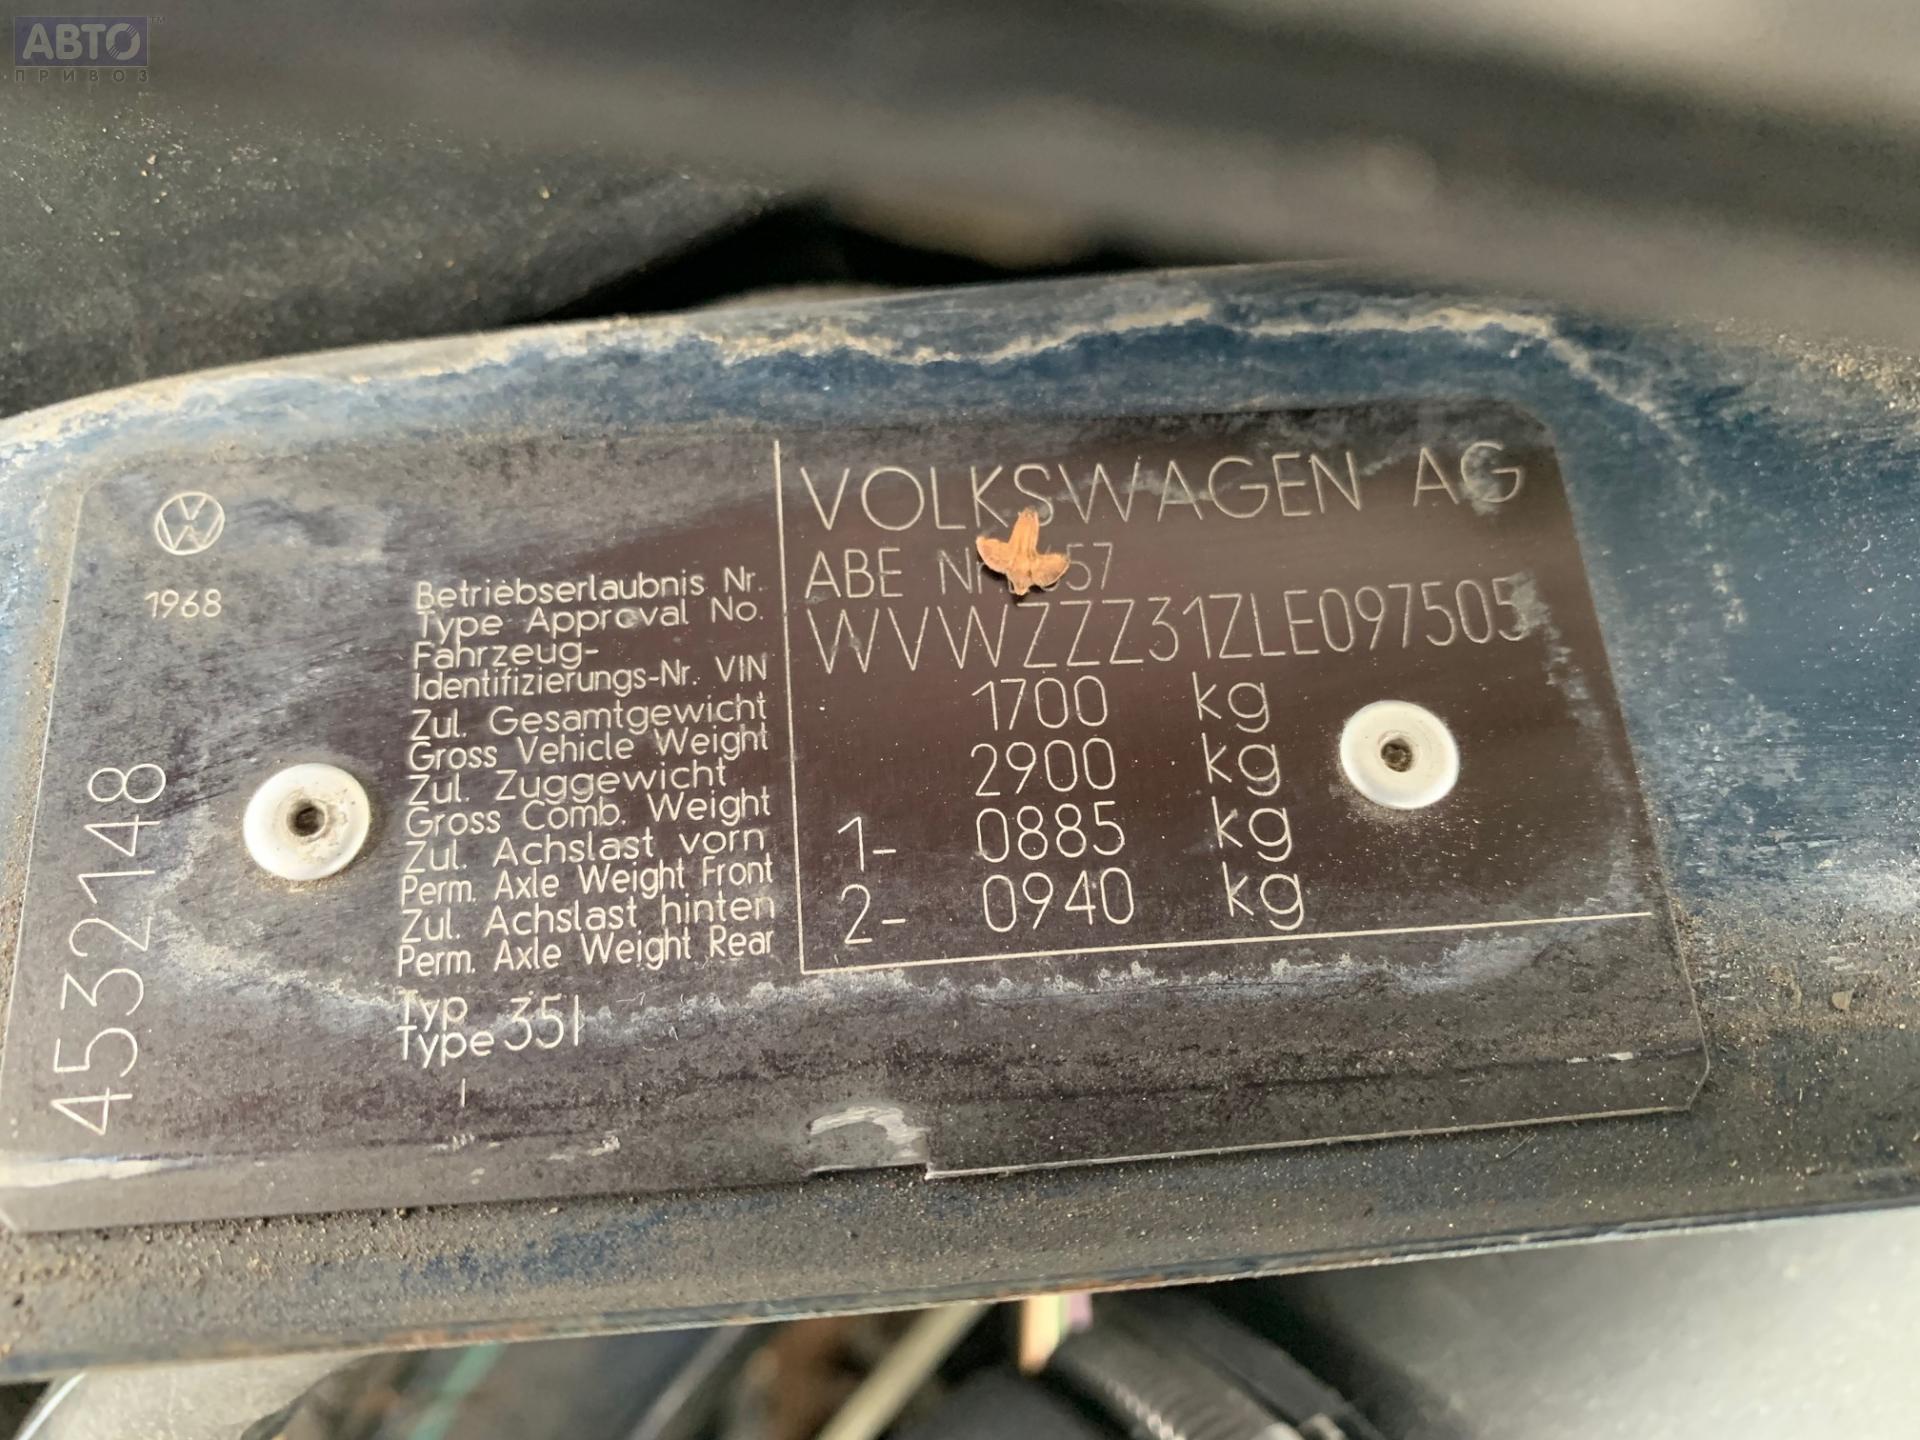 АВТО
ПРИВОЗ
1968
4532148
Betriebserlaubnis Nr.
Type Approval No.
Fahrzeug-
Identifizierungs-Nr. VIN
Zul. Gesamtgewicht
Gross Vehicle Weight
Zul. Zuggewicht
Gross Comb. Weight
Zul. Achslast vorn
Perm. Axle Weight Front
Zul. Achslast hinten
Perm. Axle Weight Rear
Typ
Type 35I
VOLKSWAGEN AG
ABE
WVWZZZ31ZLE097505
1700 kg
2900 kg
1- 0885 kg
2- 0940 kg